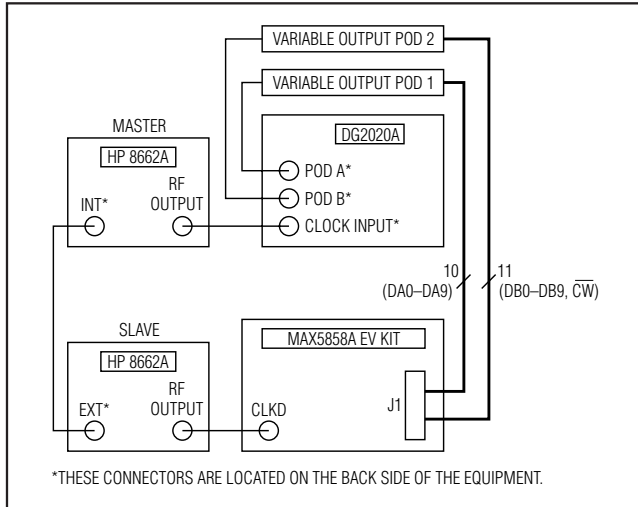 VARIABLE OUTPUT POD 2
VARIABLE OUTPUT POD 1
MASTER
HP 8662A
INT*
RF
OUTPUT
DG2020A
POD A*
POD B*
CLOCK INPUT*
10
(DA0–DA9)
11
(DB0–DB9, C̅W̅)
SLAVE
HP 8662A
EXT*
RF
OUTPUT
MAX5858A EV KIT
CLKD
J1
*THESE CONNECTORS ARE LOCATED ON THE BACK SIDE OF THE EQUIPMENT.